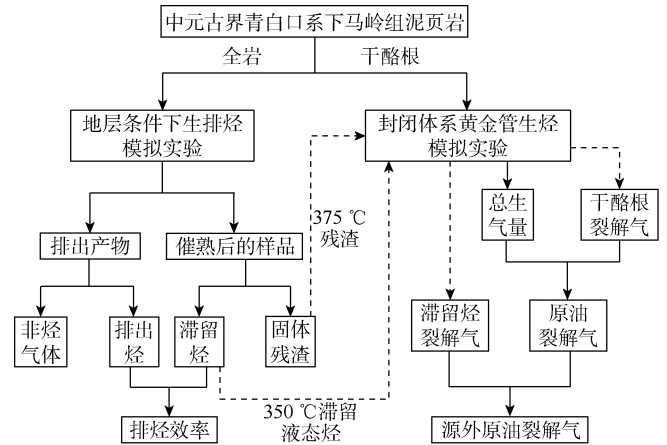 中元古界青白口系下马岭组泥页岩
全岩
干酪根
地层条件下生排烃
模拟实验
封闭体系黄金管生烃
模拟实验
375 ℃
残渣
总生
气量
干酪根
裂解气
排出产物
催熟后的样品
非烃
气体
排出
烃
滞留
烃
固体
残渣
滞留烃
裂解气
原油
裂解气
350 ℃滞留
液态烃
排烃效率
源外原油裂解气